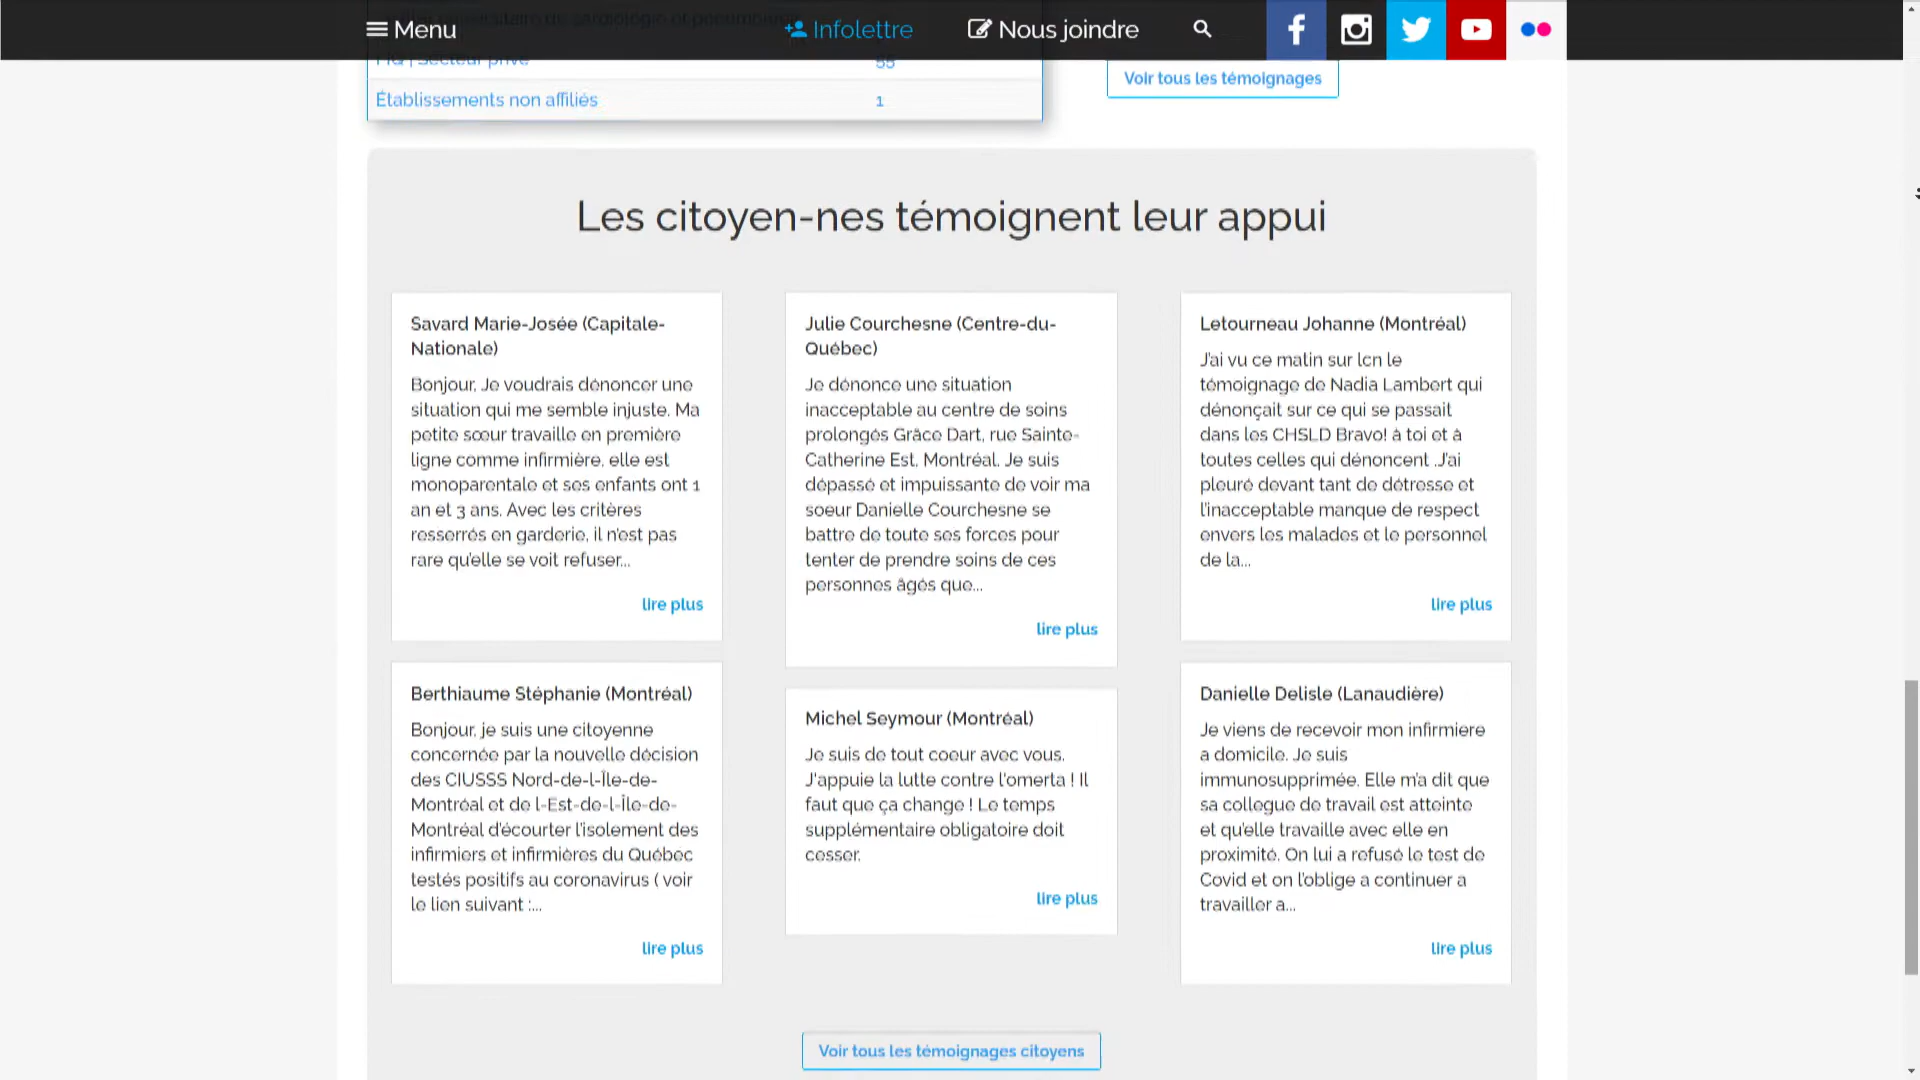 Menu
Infolettre
Nous joindre
FIQ | Secteur privé 55
Établissements non affiliés 1
Voir tous les témoignages
Les citoyen-nes témoignent leur appui
Savard Marie-Josée (Capitale-
Nationale)
Bonjour, Je voudrais dénoncer une
situation qui me semble injuste. Ma
petite sœur travaille en première
ligne comme infirmière, elle est
monoparentale et ses enfants ont 1
an et 3 ans. Avec les critères
resserrés en garderie, il n'est pas
rare qu'elle se voit refuser...
lire plus
Julie Courchesne (Centre-du-
Québec)
Je dénonce une situation
inacceptable au centre de soins
prolongés Grâce Dart, rue Sainte-
Catherine Est, Montréal. Je suis
dépassé et impuissante de voir ma
soeur Danielle Courchesne se
battre de toute ses forces pour
tenter de prendre soins de ces
personnes âgés que...
lire plus
Letourneau Johanne (Montréal)
J'ai vu ce matin sur lcn le
témoignage de Nadia Lambert qui
dénonçait sur ce qui se passait
dans les CHSLD Bravo! à toi et à
toutes celles qui dénoncent .J'ai
pleuré devant tant de détresse et
l'inacceptable manque de respect
envers les malades et le personnel
de la...
lire plus
Berthiaume Stéphanie (Montréal)
Bonjour, je suis une citoyenne
concernée par la nouvelle décision
des CIUSSS Nord-de-l-Île-de-
Montréal et de l-Est-de-l-Île-de-
Montréal d'écourter l'isolement des
infirmiers et infirmières du Québec
testés positifs au coronavirus ( voir
le lien suivant :...
lire plus
Michel Seymour (Montréal)
Je suis de tout coeur avec vous.
J'appuie la lutte contre l'omerta ! Il
faut que ça change ! Le temps
supplémentaire obligatoire doit
cesser.
lire plus
Danielle Delisle (Lanaudière)
Je viens de recevoir mon infirmiere
a domicile. Je suis
immunosupprimée. Elle m'a dit que
sa collegue de travail est atteinte
et qu'elle travaille avec elle en
proximité. On lui a refusé le test de
Covid et on l'oblige a continuer a
travailler a...
lire plus
Voir tous les témoignages citoyens